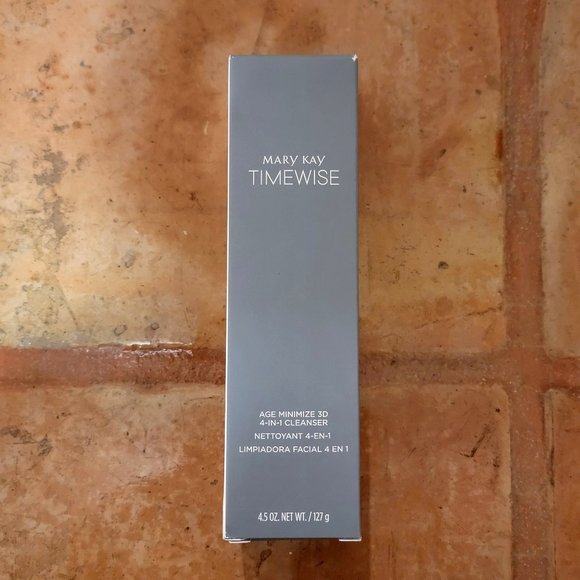 MARY KAY
TIMEWISE
AGE MINIMIZE 3D
4-IN-1 CLEANSER
NETTOYANT 4-EN-1
LIMPIADORA FACIAL 4 EN 1
4.5 OZ. NET WT. / 127 g